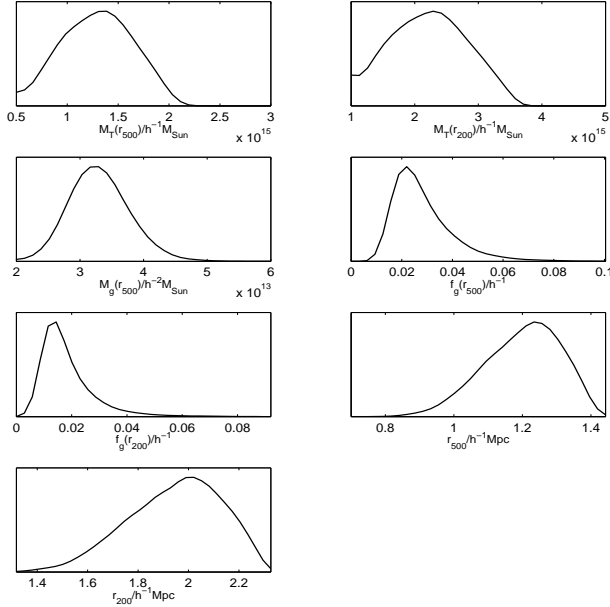 0.5 1 1.5 2 2.5 3
M_T(r_500)/h^-1M_Sun
x 10^15
1 2 3 4 5
M_T(r_200)/h^-1M_Sun
x 10^15
2 3 4 5 6
M_g(r_500)/h^-2M_Sun
x 10^13
0 0.02 0.04 0.06 0.08 0.1
f_g(r_500)/h^-1
0 0.02 0.04 0.06 0.08
f_g(r_200)/h^-1
0.8 1 1.2 1.4
r_500/h^-1Mpc
1.4 1.6 1.8 2 2.2
r_200/h^-1Mpc